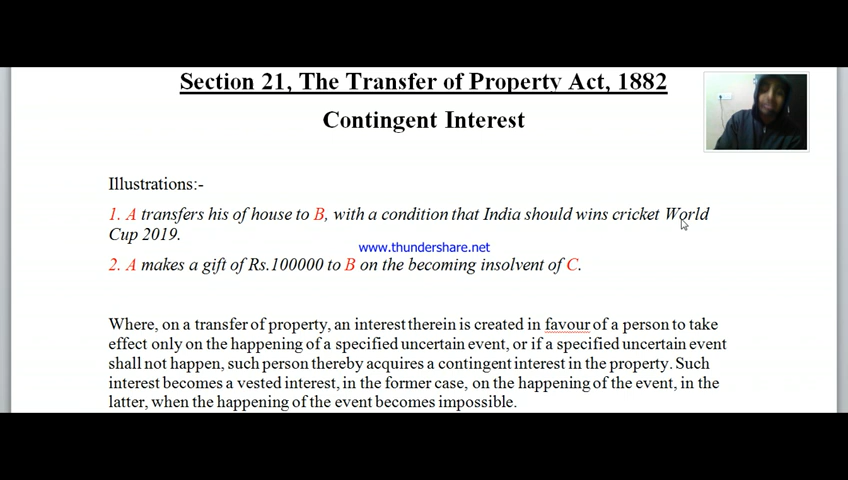 Section 21, The Transfer of Property Act, 1882
Contingent Interest
Illustrations:-
1. A transfers his of house to B, with a condition that India should wins cricket World
Cup 2019.
www.thundershare.net
2. A makes a gift of Rs.100000 to B on the becoming insolvent of C.
Where, on a transfer of property, an interest therein is created in favour of a person to take
effect only on the happening of a specified uncertain event, or if a specified uncertain event
shall not happen, such person thereby acquires a contingent interest in the property. Such
interest becomes a vested interest, in the former case, on the happening of the event, in the
latter, when the happening of the event becomes impossible.